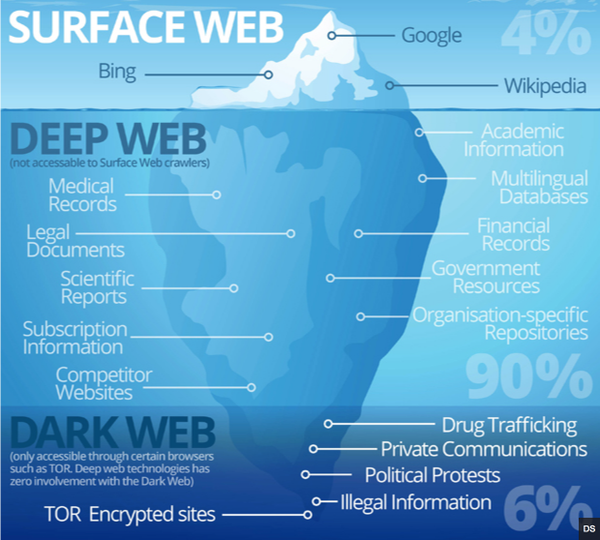 SURFACE WEB
Google
4%
Bing
Wikipedia
DEEP WEB
(not accessable to Surface Web crawlers)
Academic
Information
Medical
Records
Multilingual
Databases
Legal
Documents
Financial
Records
Scientific
Reports
Government
Resources
Subscription
Information
Organisation-specific
Repositories
Competitor
Websites
90%
DARK WEB
(only accessible through certain browsers
such as TOR. Deep web technologies has
zero involvement with the Dark Web)
Drug Trafficking
Private Communications
Political Protests
Illegal Information
TOR Encrypted sites
6%
DS